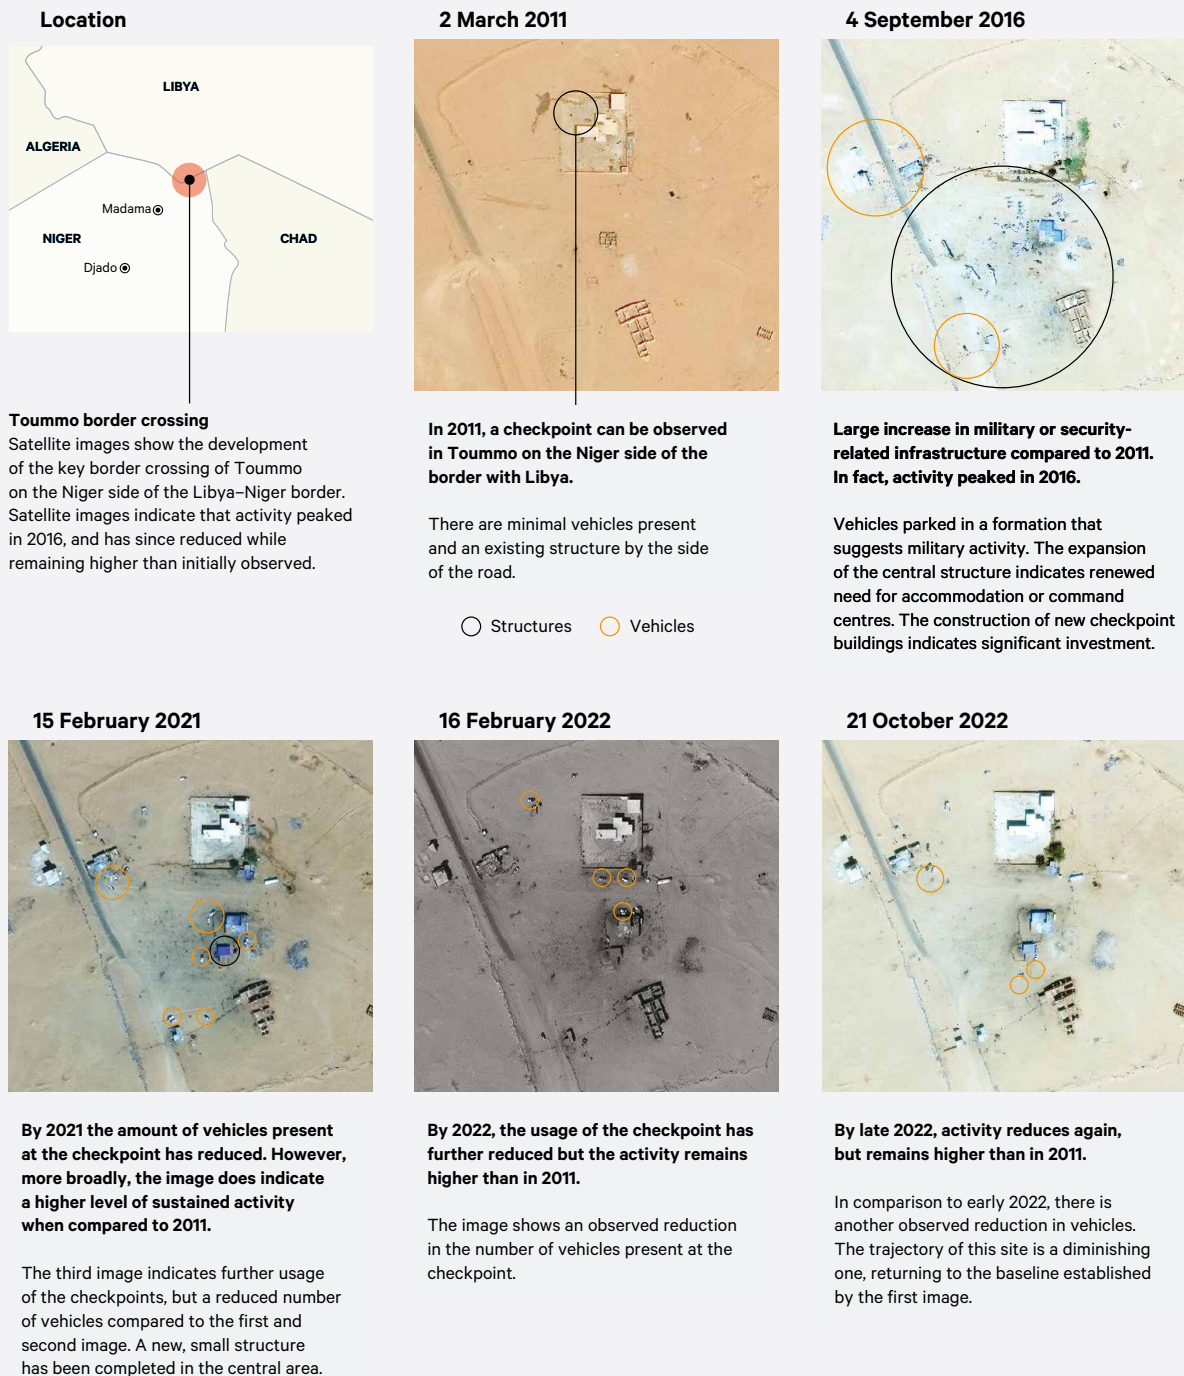 Location
LIBYA
ALGERIA
Madama
NIGER
CHAD
Djado
Toummo border crossing
Satellite images show the development
of the key border crossing of Toummo
on the Niger side of the Libya–Niger border.
Satellite images indicate that activity peaked
in 2016, and has since reduced while
remaining higher than initially observed.
2 March 2011
In 2011, a checkpoint can be observed
in Toummo on the Niger side of the
border with Libya.
There are minimal vehicles present
and an existing structure by the side
of the road.
Structures
Vehicles
4 September 2016
Large increase in military or security-
related infrastructure compared to 2011.
In fact, activity peaked in 2016.
Vehicles parked in a formation that
suggests military activity. The expansion
of the central structure indicates renewed
need for accommodation or command
centres. The construction of new checkpoint
buildings indicates significant investment.
15 February 2021
By 2021 the amount of vehicles present
at the checkpoint has reduced. However,
more broadly, the image does indicate
a higher level of sustained activity
when compared to 2011.
The third image indicates further usage
of the checkpoints, but a reduced number
of vehicles compared to the first and
second image. A new, small structure
has been completed in the central area.
16 February 2022
By 2022, the usage of the checkpoint has
further reduced but the activity remains
higher than in 2011.
The image shows an observed reduction
in the number of vehicles present at the
checkpoint.
21 October 2022
By late 2022, activity reduces again,
but remains higher than in 2011.
In comparison to early 2022, there is
another observed reduction in vehicles.
The trajectory of this site is a diminishing
one, returning to the baseline established
by the first image.